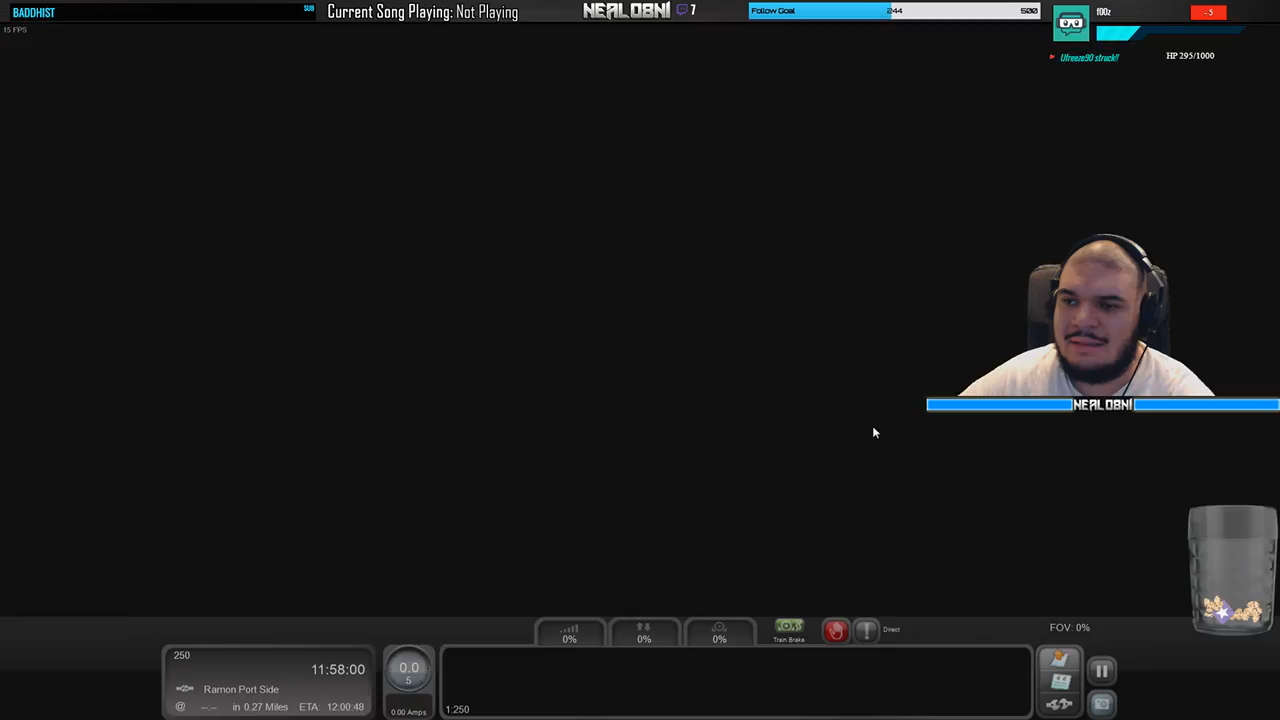 BADDHIST SUB Current Song Playing: Not Playing NEALO8N1 7 Follow Goal 244 500 f00z -5
15 FPS
Ufreeze90 struck!! HP 295/1000
NEALO8N1
0% 0% 0% Train Brake Direct FOV: 0%
250
11:58:00
Ramon Port Side
@ --:-- in 0.27 Miles ETA: 12:00:48
0.0
5
0.00 Amps
1:250